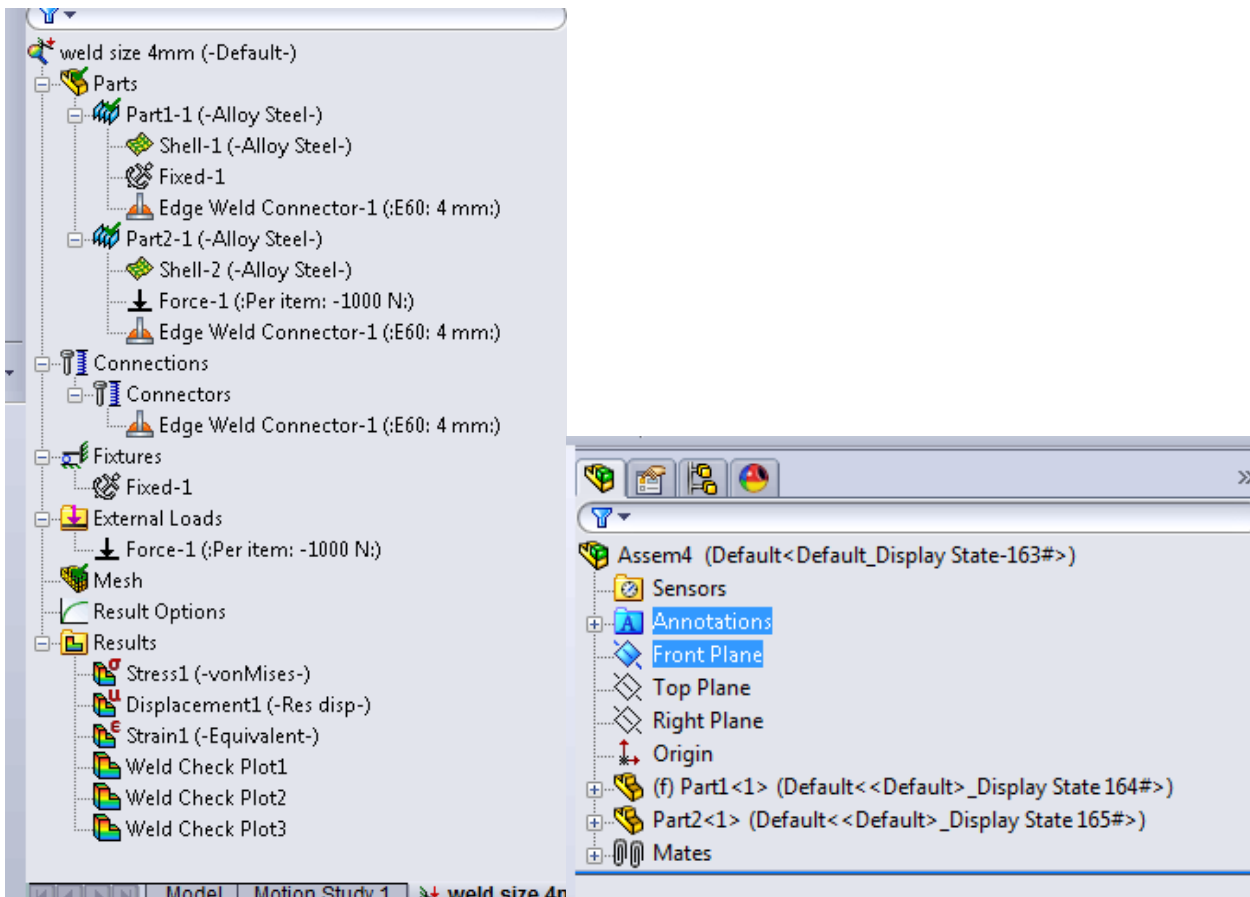 weld size 4mm (-Default-)
Parts
Part1-1 (-Alloy Steel-)
Shell-1 (-Alloy Steel-)
Fixed-1
Edge Weld Connector-1 (:E60: 4 mm:)
Part2-1 (-Alloy Steel-)
Shell-2 (-Alloy Steel-)
Force-1 (:Per item: -1000 N:)
Edge Weld Connector-1 (:E60: 4 mm:)
Connections
Connectors
Edge Weld Connector-1 (:E60: 4 mm:)
Fixtures
Fixed-1
External Loads
Force-1 (:Per item: -1000 N:)
Mesh
Result Options
Results
Stress1 (-vonMises-)
Displacement1 (-Res disp-)
Strain1 (-Equivalent-)
Weld Check Plot1
Weld Check Plot2
Weld Check Plot3
Model Motion Study 1 weld size 4m
Assem4 (Default<Default_Display State-163#>)
Sensors
Annotations
Front Plane
Top Plane
Right Plane
Origin
(f) Part1<1> (Default<<Default>_Display State 164#>)
Part2<1> (Default<<Default>_Display State 165#>)
Mates